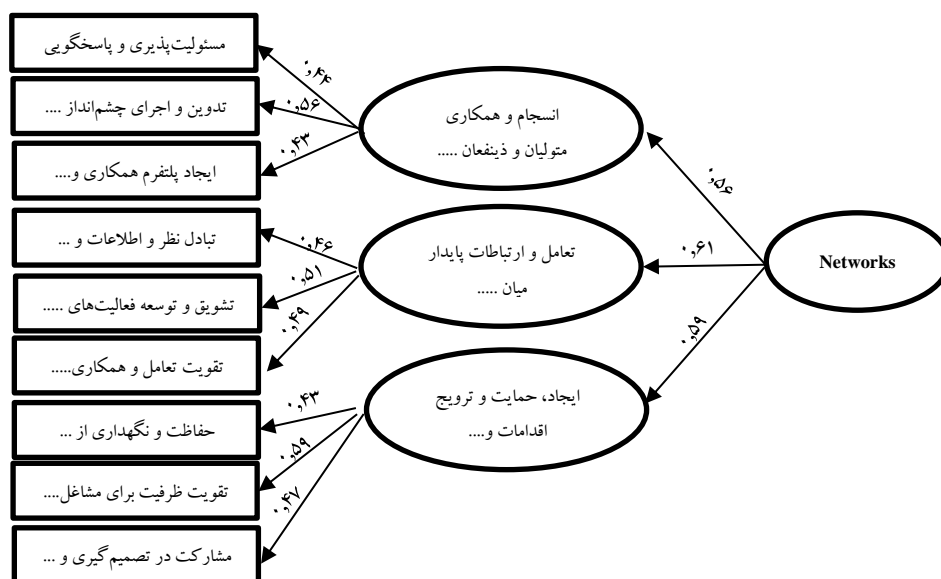 مسئولیت‌پذیری و پاسخگویی
تدوین و اجرای چشم‌انداز ....
ایجاد پلتفرم همکاری و....
تبادل نظر و اطلاعات و ...
تشویق و توسعه فعالیت‌های .....
تقویت تعامل و همکاری.....
حفاظت و نگهداری از ...
تقویت ظرفیت برای مشاغل....
مشارکت در تصمیم‌گیری و ...
۰,۴۴
۰,۵۶
۰,۴۳
۰,۴۶
۰,۵۱
۰,۴۹
۰,۴۳
۰,۵۹
۰,۴۷
انسجام و همکاری
متولیان و ذینفعان .....
تعامل و ارتباطات پایدار
میان .....
ایجاد، حمایت و ترویج
اقدامات و....
۰,۵۶
۰,۶۱
۰,۵۹
Networks